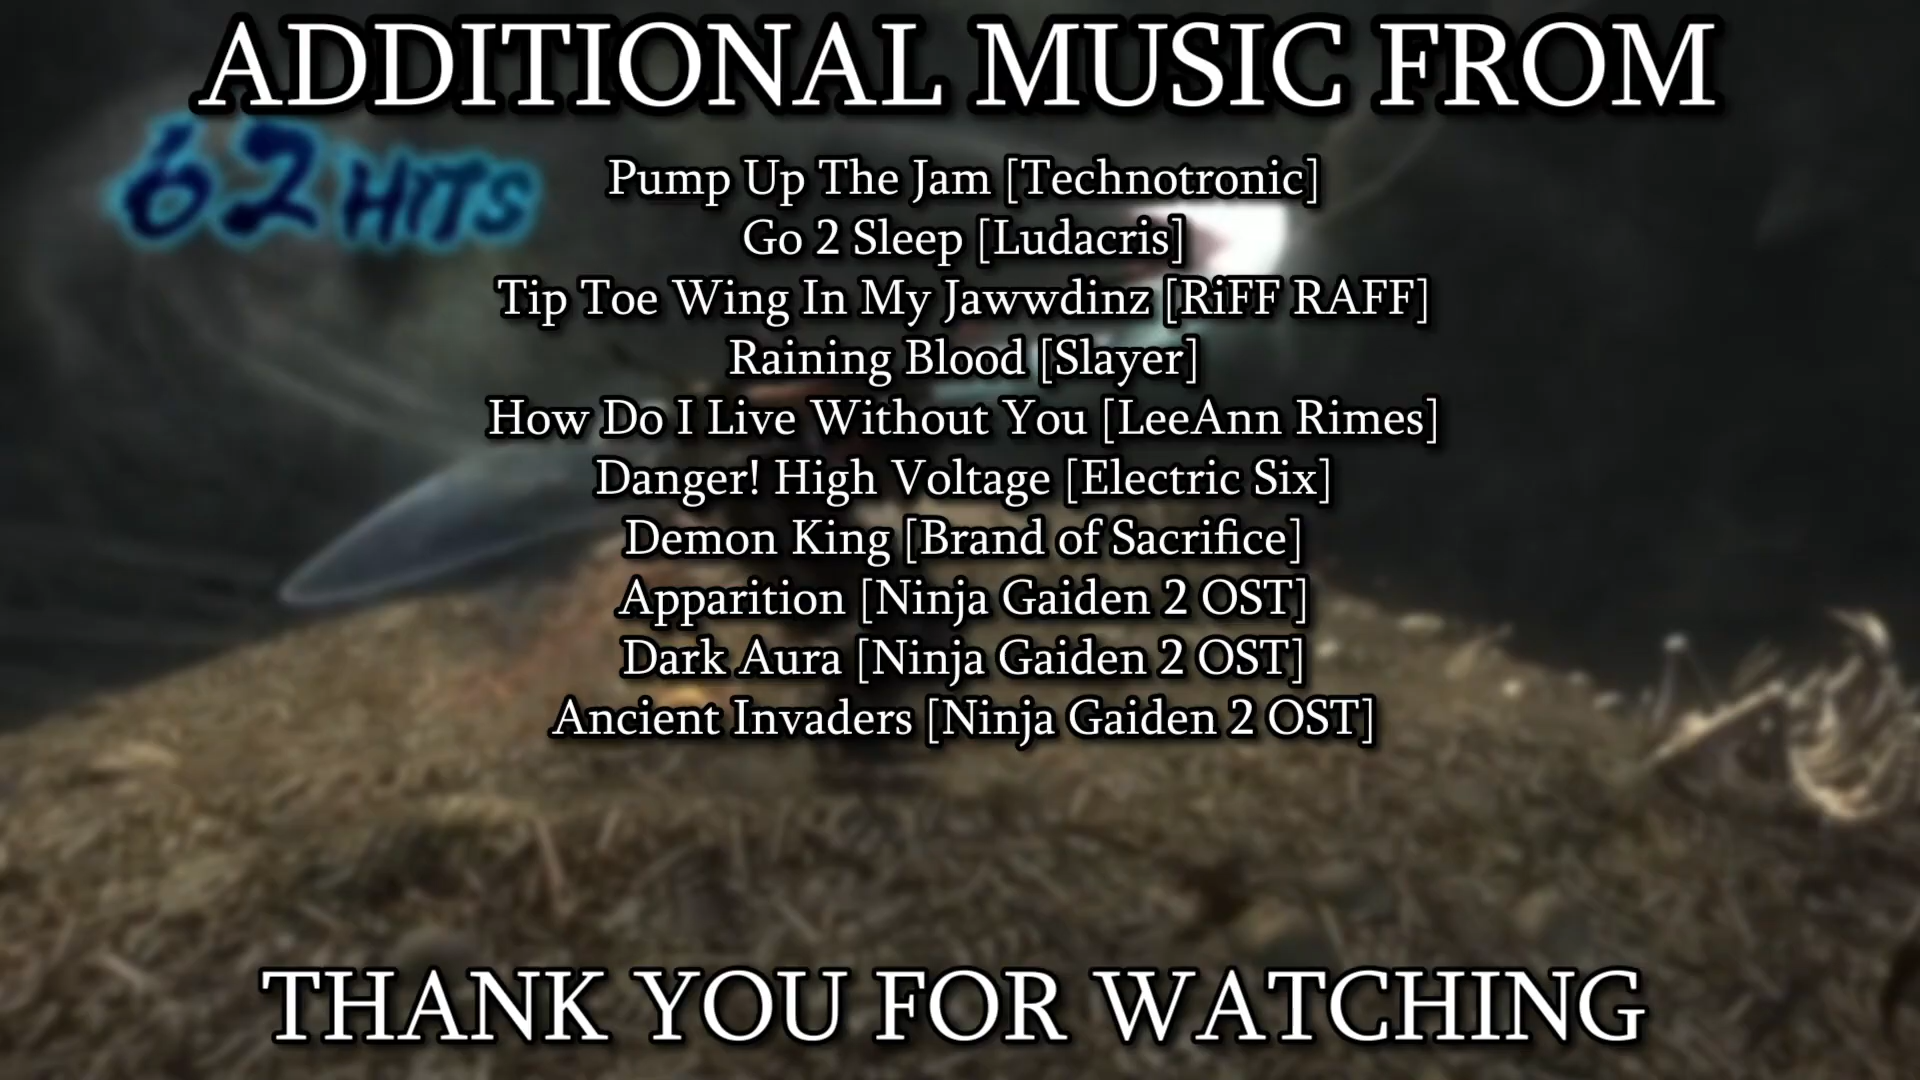 ADDITIONAL MUSIC FROM
62 HITS
Pump Up The Jam [Technotronic]
Go 2 Sleep [Ludacris]
Tip Toe Wing In My Jawwdinz [RiFF RAFF]
Raining Blood [Slayer]
How Do I Live Without You [LeeAnn Rimes]
Danger! High Voltage [Electric Six]
Demon King [Brand of Sacrifice]
Apparition [Ninja Gaiden 2 OST]
Dark Aura [Ninja Gaiden 2 OST]
Ancient Invaders [Ninja Gaiden 2 OST]
THANK YOU FOR WATCHING